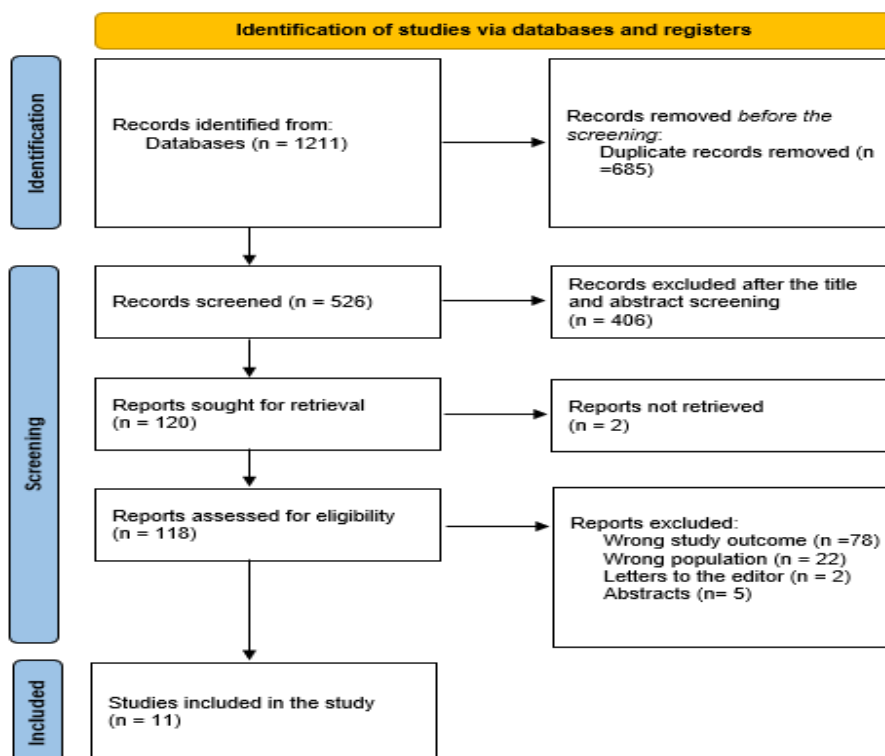 Identification of studies via databases and registers
Identification
Records identified from:
Databases (n = 1211)
Records removed before the
screening:
Duplicate records removed (n
=685)
Screening
Records screened (n = 526)
Records excluded after the title
and abstract screening
(n = 406)
Reports sought for retrieval
(n = 120)
Reports not retrieved
(n = 2)
Reports assessed for eligibility
(n = 118)
Reports excluded:
Wrong study outcome (n =78)
Wrong population (n = 22)
Letters to the editor (n = 2)
Abstracts (n= 5)
Included
Studies included in the study
(n = 11)